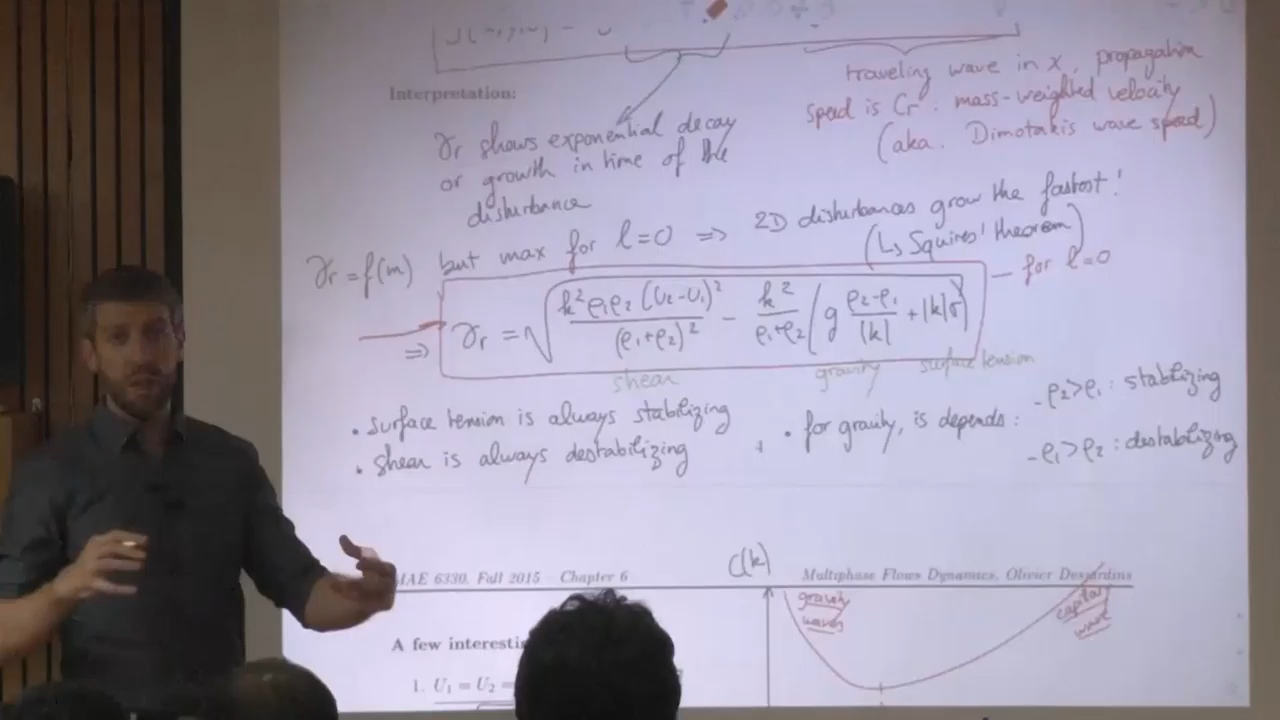 Interpretation:
traveling wave in x, propagation
speed is Cr : mass-weighted velocity
(aka. Dimotakis wave speed)
γr shows exponential decay
or growth in time of the
disturbance
γr = f(m) but max for l=0 ⇒ 2D disturbances grow the fastest!
(↳ Squires' theorem)
⇒ γr = √( k²ρ₁ρ₂(U₂-U₁)² / (ρ₁+ρ₂)² - k²/(ρ₁+ρ₂) ( g (ρ₂-ρ₁)/|k| + |k|σ ) ) — for l=0
shear gravity surface tension
• surface tension is always stabilizing
• shear is always destabilizing
• for gravity, is depends :
- ρ₂>ρ₁ : stabilizing
- ρ₁>ρ₂ : destabilizing
C(k)
MAE 6330, Fall 2015 - Chapter 6
Multiphase Flows Dynamics, Olivier Desjardins
gravity
waves
capillary
wave
A few
1. U₁ = U₂ =